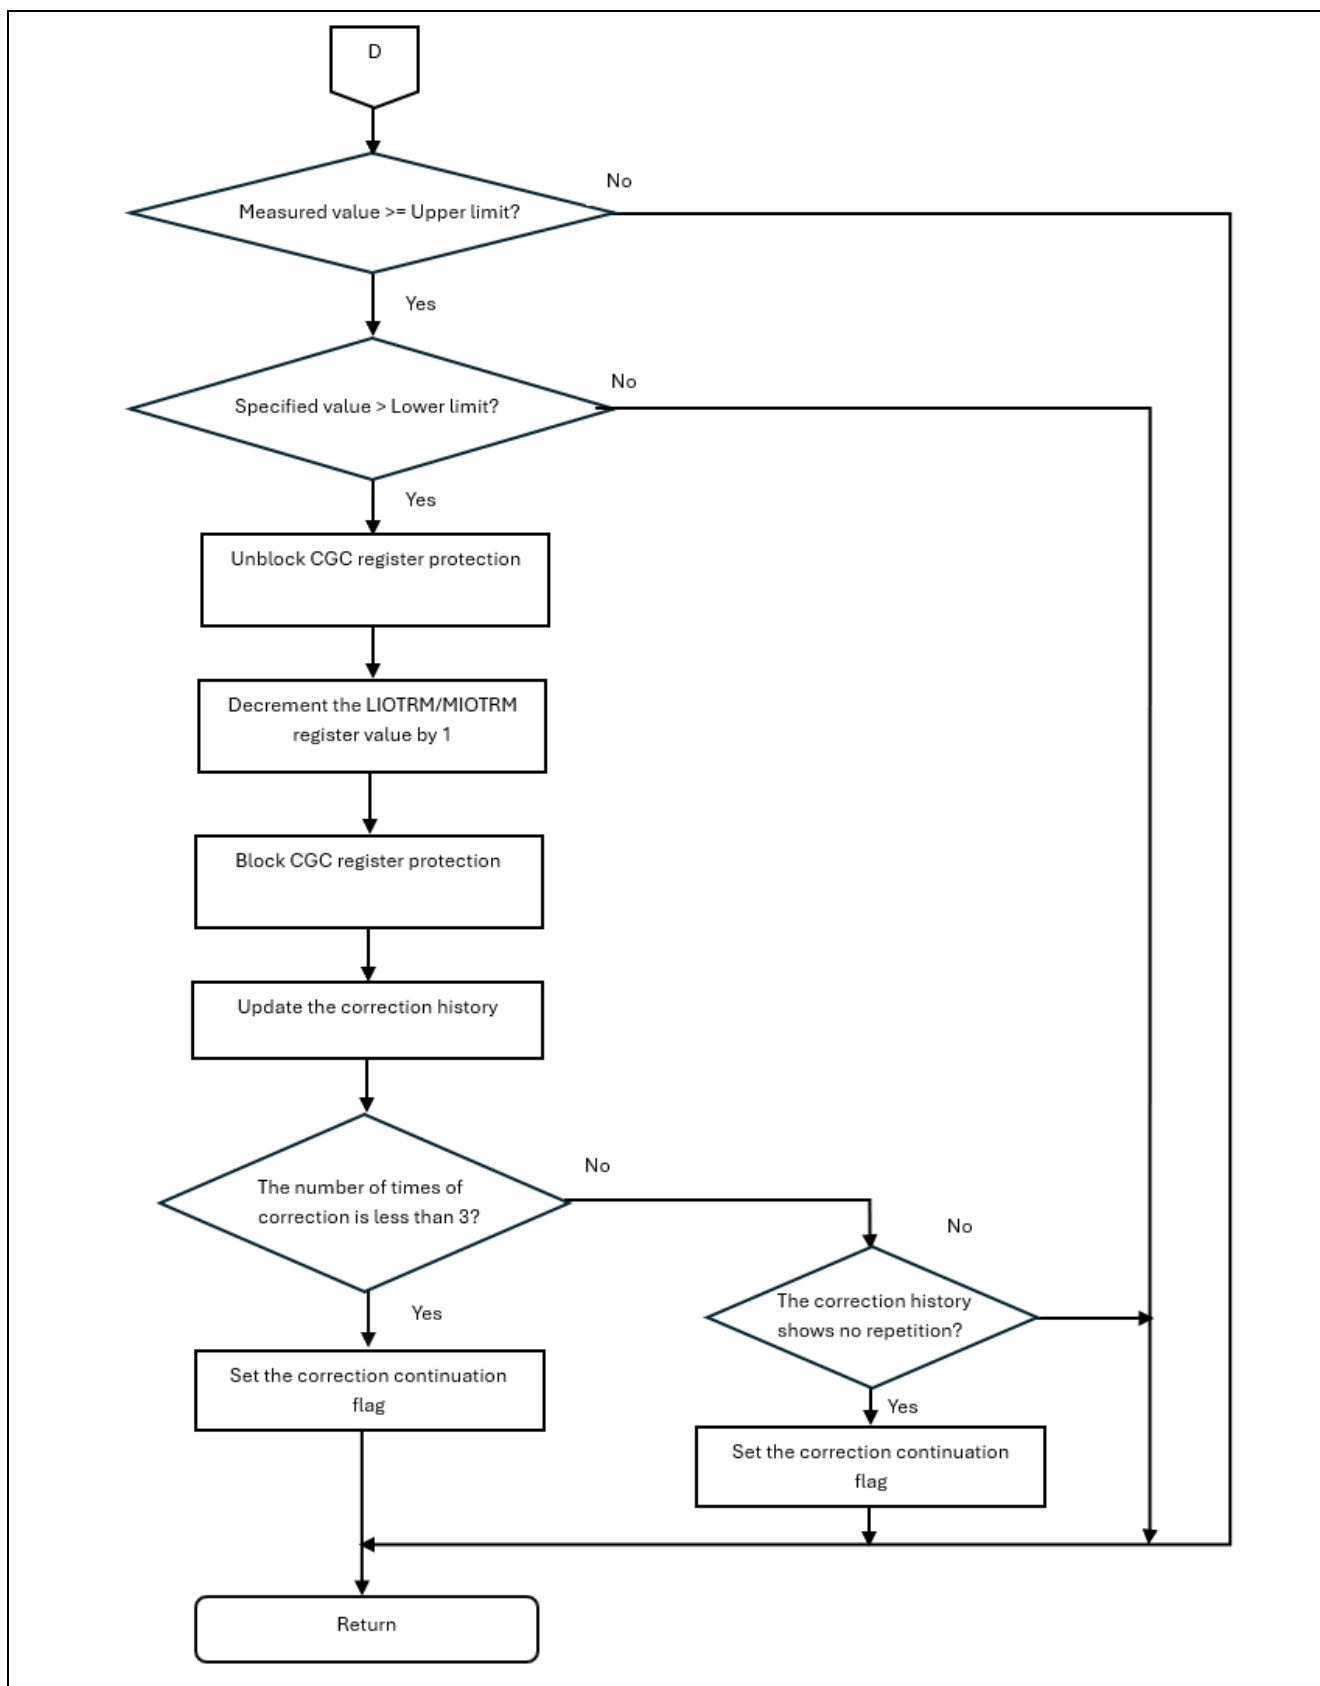 D
No
Measured value >= Upper limit?
Yes
No
Specified value > Lower limit?
Yes
Unblock CGC register protection
Decrement the LIOTRM/MIOTRM
register value by 1
Block CGC register protection
Update the correction history
No
The number of times of
correction is less than 3?
No
The correction history
shows no repetition?
Yes
Set the correction continuation
flag
Yes
Set the correction continuation
flag
Return